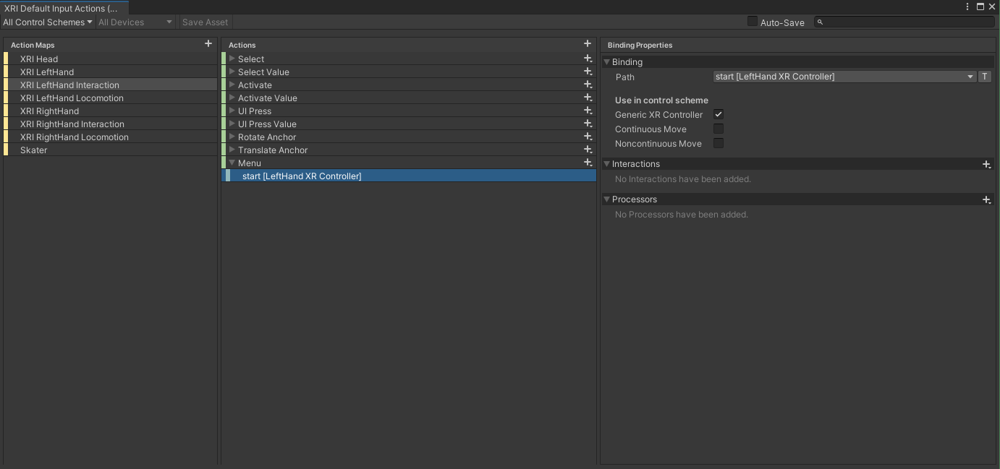 XRI Default Input Actions (...
All Control Schemes All Devices Save Asset Auto-Save
Action Maps
XRI Head
XRI LeftHand
XRI LeftHand Interaction
XRI LeftHand Locomotion
XRI RightHand
XRI RightHand Interaction
XRI RightHand Locomotion
Skater
Actions
Select
Select Value
Activate
Activate Value
UI Press
UI Press Value
Rotate Anchor
Translate Anchor
Menu
start [LeftHand XR Controller]
Binding Properties
Binding
Path start [LeftHand XR Controller] T
Use in control scheme
Generic XR Controller
Continuous Move
Noncontinuous Move
Interactions
No Interactions have been added.
Processors
No Processors have been added.